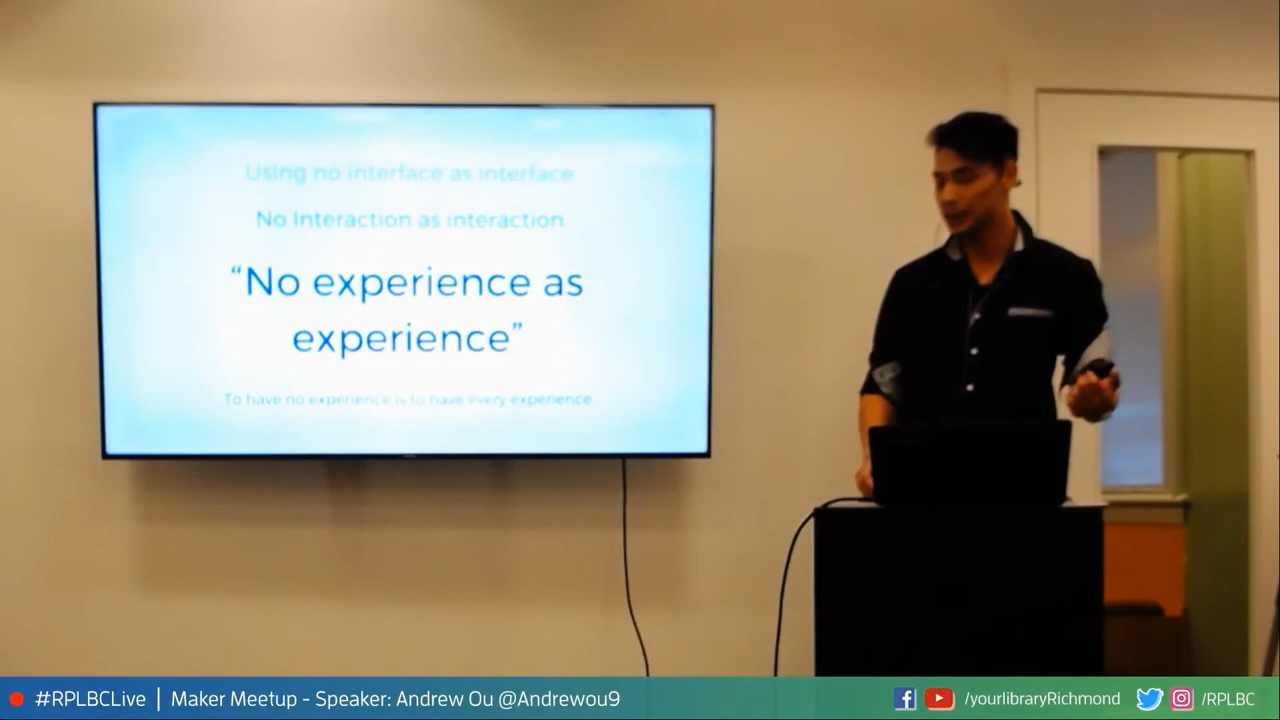 Using no interface as interface
No Interaction as interaction
“No experience as
experience”
To have no experience is to have every experience
#RPLBCLive | Maker Meetup - Speaker: Andrew Ou @Andrewou9
/yourlibraryRichmond
/RPLBC